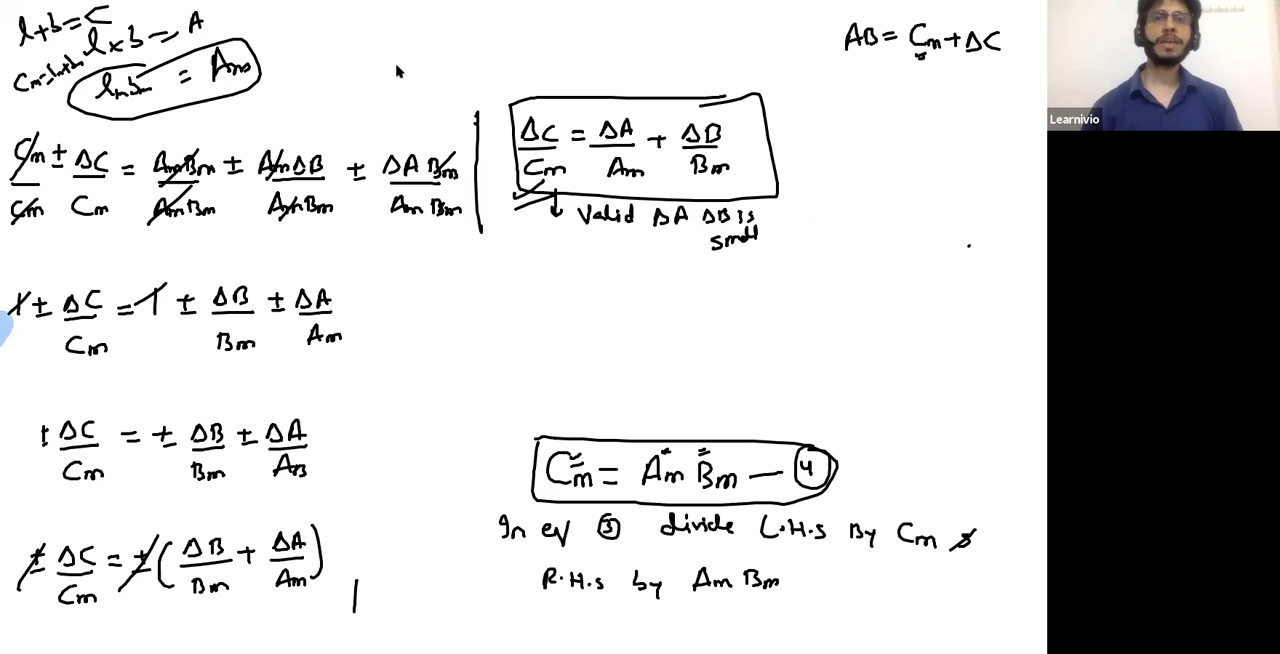 l+b=C
l×b=A
Cm=lm+bm
lmbm = Am
AB = Cm+ΔC
Cm/Cm ± ΔC/Cm = AmBm/AmBm ± AmΔB/AmBm ± ΔA Bm/Am Bm
ΔC/Cm = ΔA/Am + ΔB/Bm
↓ Valid ΔA ΔB is
small
1 ± ΔC/Cm = 1 ± ΔB/Bm ± ΔA/Am
± ΔC/Cm = ± ΔB/Bm ± ΔA/Am
± ΔC/Cm = ± (ΔB/Bm + ΔA/Am)
Cm = Am Bm — ④
In eq ③ divide L.H.S By Cm &
R.H.S by Am Bm
Learnivio